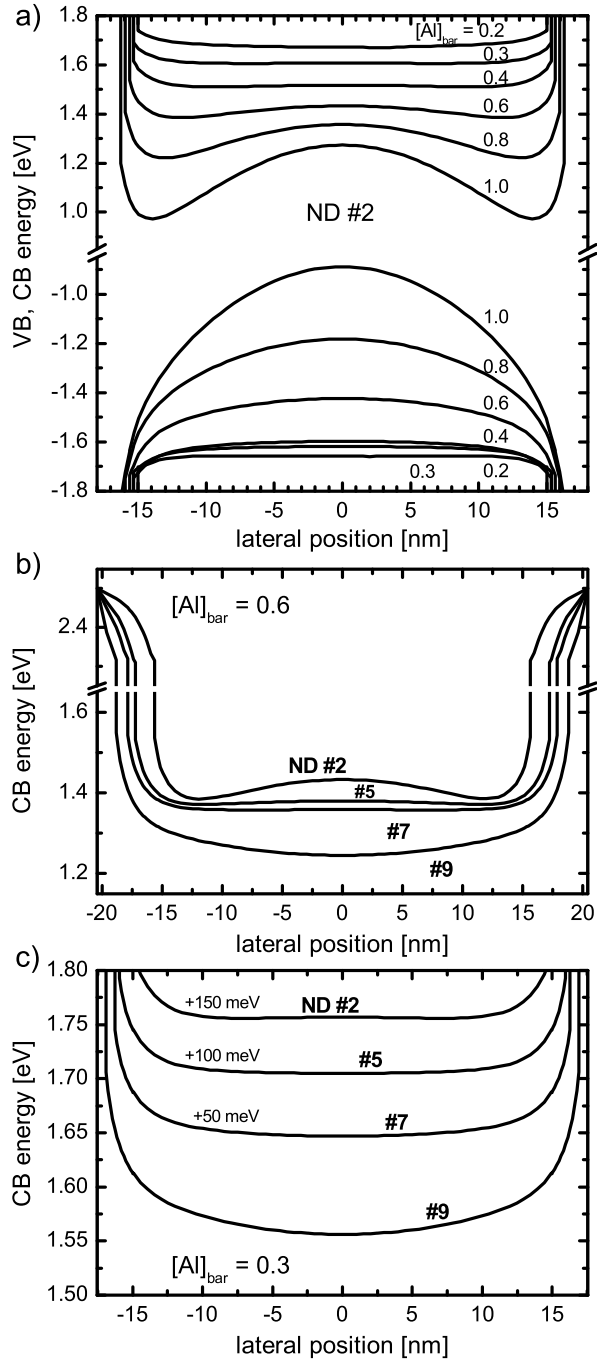 a)
1.8
[Al]bar = 0.2
0.3
1.6
0.4
1.4
0.6
0.8
1.2
1.0
1.0
ND #2
VB, CB energy [eV]
-1.0
1.0
-1.2
0.8
-1.4
0.6
0.4
-1.6
0.3
0.2
-1.8
-15 -10 -5 0 5 10 15
lateral position [nm]
b)
[Al]bar = 0.6
2.4
CB energy [eV]
1.6
ND #2
#5
1.4
#7
#9
1.2
-20 -15 -10 -5 0 5 10 15 20
lateral position [nm]
c)
1.80
+150 meV ND #2
1.75
+100 meV #5
1.70
CB energy [eV]
+50 meV #7
1.65
1.60
#9
1.55
[Al]bar = 0.3
1.50
-15 -10 -5 0 5 10 15
lateral position [nm]